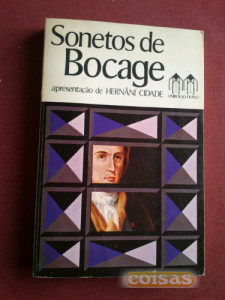 Sonetos de
Bocage
apresentação de HERNÂNI CIDADE
coisas